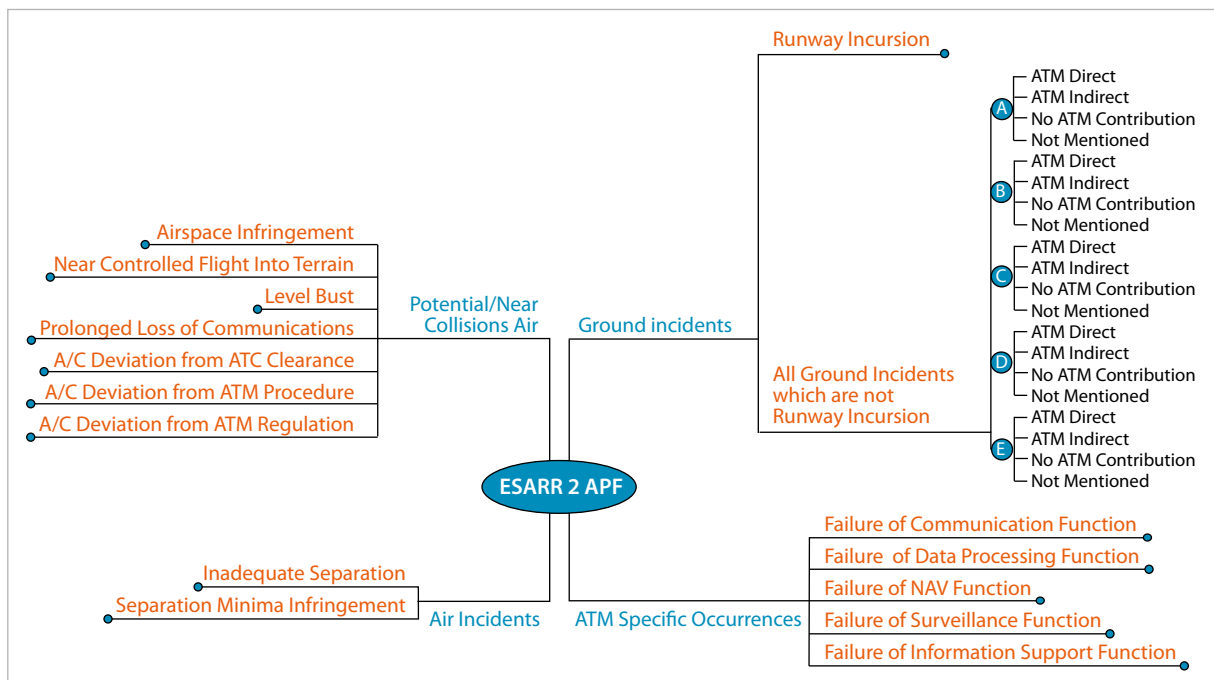 Runway Incursion
A
ATM Direct
ATM Indirect
No ATM Contribution
Not Mentioned
B
ATM Direct
ATM Indirect
No ATM Contribution
Not Mentioned
C
ATM Direct
ATM Indirect
No ATM Contribution
Not Mentioned
D
ATM Direct
ATM Indirect
No ATM Contribution
Not Mentioned
E
ATM Direct
ATM Indirect
No ATM Contribution
Not Mentioned
Airspace Infringement
Near Controlled Flight Into Terrain
Level Bust
Prolonged Loss of Communications
A/C Deviation from ATC Clearance
A/C Deviation from ATM Procedure
A/C Deviation from ATM Regulation
Potential/Near
Collisions Air
Ground incidents
All Ground Incidents
which are not
Runway Incursion
ESARR 2 APF
Inadequate Separation
Separation Minima Infringement
Air Incidents
ATM Specific Occurrences
Failure of Communication Function
Failure of Data Processing Function
Failure of NAV Function
Failure of Surveillance Function
Failure of Information Support Function